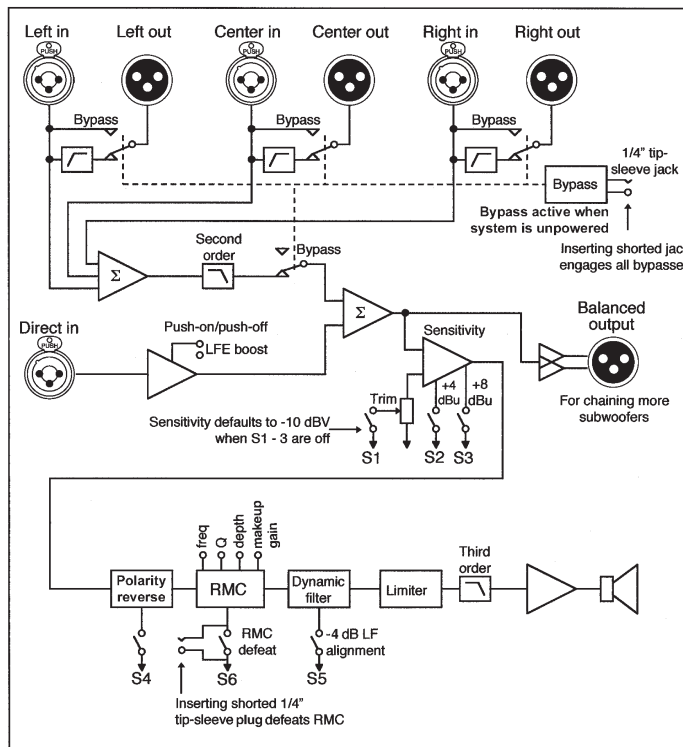 Left in
Left out
Center in
Center out
Right in
Right out
PUSH
PUSH
PUSH
Bypass
Bypass
Bypass
1/4" tip-
sleeve jack
Bypass
Bypass active when
system is unpowered
Inserting shorted jac
engages all bypasse
Second
order
Bypass
Σ
Σ
Direct in
PUSH
Push-on/push-off
LFE boost
Sensitivity
Balanced
output
For chaining more
subwoofers
Trim
+4
dBu
+8
dBu
Sensitivity defaults to -10 dBV
when S1 - 3 are off
S1
S2
S3
freq
Q
depth
makeup
gain
Polarity
reverse
RMC
Dynamic
filter
Limiter
Third
order
S4
RMC
defeat
S6
-4 dB LF
alignment
S5
Inserting shorted 1/4"
tip-sleeve plug defeats RMC